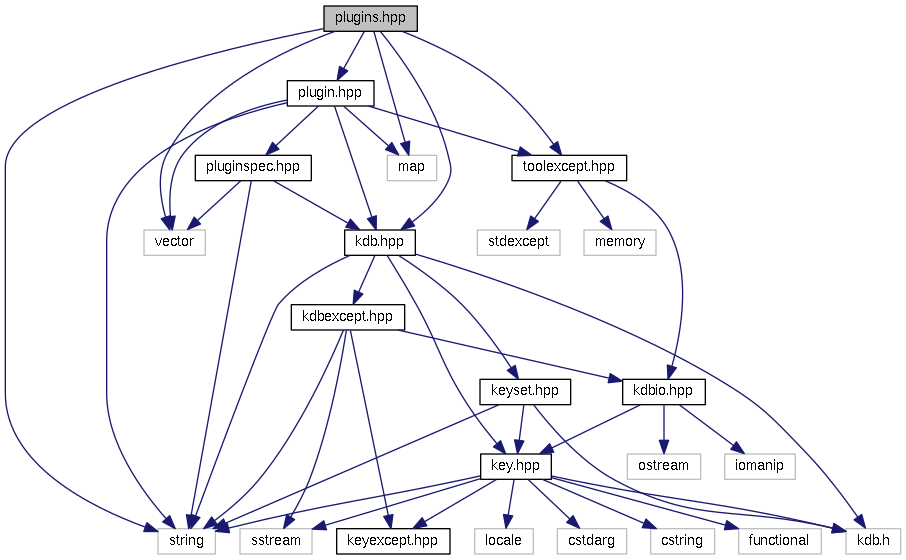 plugins.hpp
plugin.hpp
pluginspec.hpp
map
toolexcept.hpp
vector
kdb.hpp
stdexcept
memory
kdbexcept.hpp
keyset.hpp
kdbio.hpp
key.hpp
ostream
iomanip
string
sstream
keyexcept.hpp
locale
cstdarg
cstring
functional
kdb.h